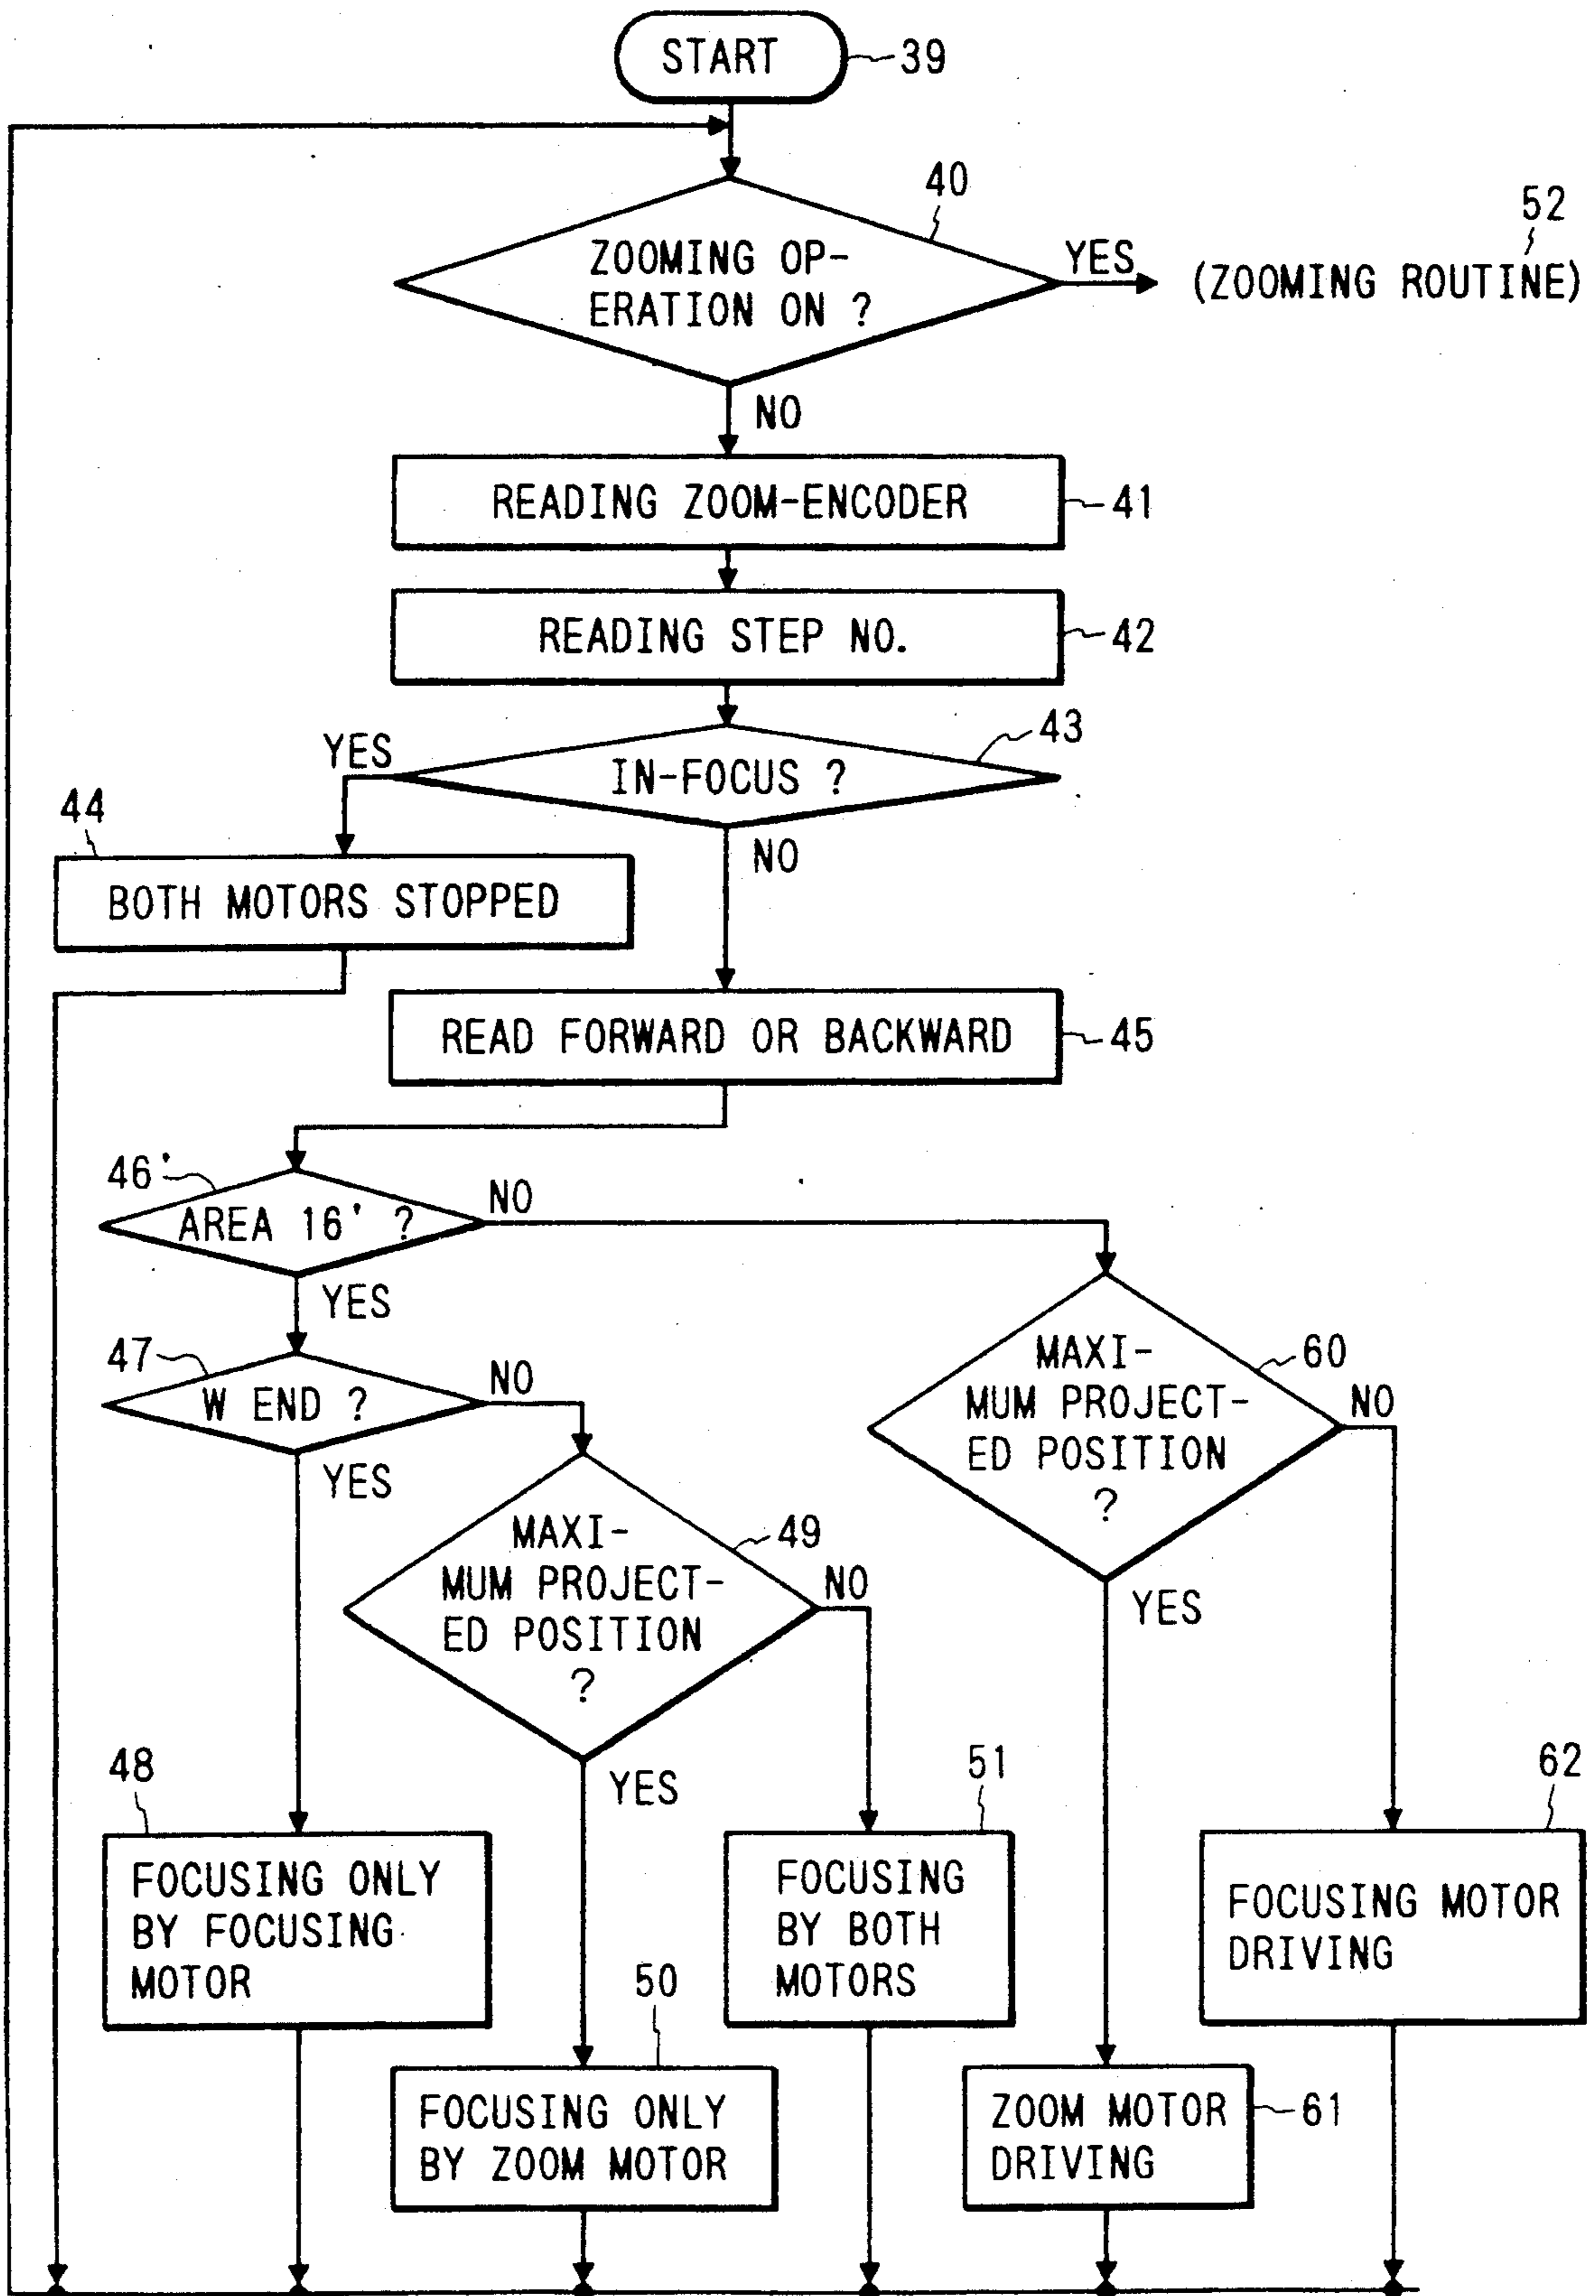 START
39
40
ZOOMING OP-
ERATION ON ?
YES
52
(ZOOMING ROUTINE)
NO
READING ZOOM-ENCODER
41
READING STEP NO.
42
43
YES
IN-FOCUS ?
44
NO
BOTH MOTORS STOPPED
READ FORWARD OR BACKWARD
45
46'
AREA 16' ?
NO
YES
47
W END ?
NO
YES
MAXI-
MUM PROJECT-
ED POSITION
?
60
NO
YES
MAXI-
MUM PROJECT-
ED POSITION
?
49
NO
YES
48
FOCUSING ONLY
BY FOCUSING
MOTOR
51
FOCUSING
BY BOTH
MOTORS
62
FOCUSING MOTOR
DRIVING
50
FOCUSING ONLY
BY ZOOM MOTOR
ZOOM MOTOR
DRIVING
61